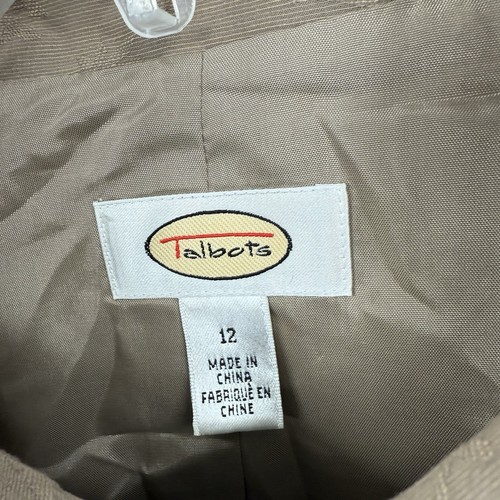 Talbots
12
MADE IN
CHINA
FABRIQUÉ EN
CHINE